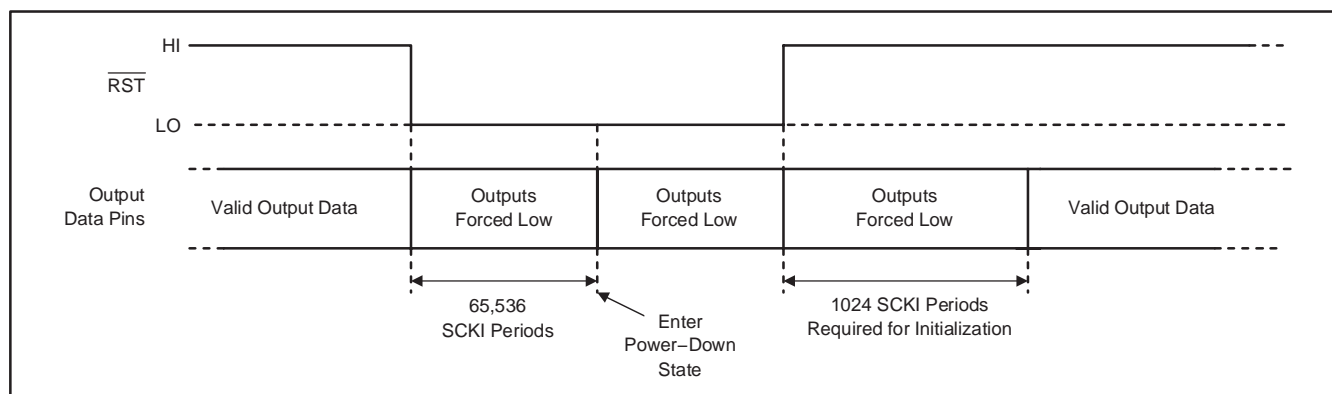 HI
RST
LO
Output
Data Pins
Valid Output Data
Outputs
Forced Low
Outputs
Forced Low
Outputs
Forced Low
Valid Output Data
65,536
SCKI Periods
Enter
Power−Down
State
1024 SCKI Periods
Required for Initialization